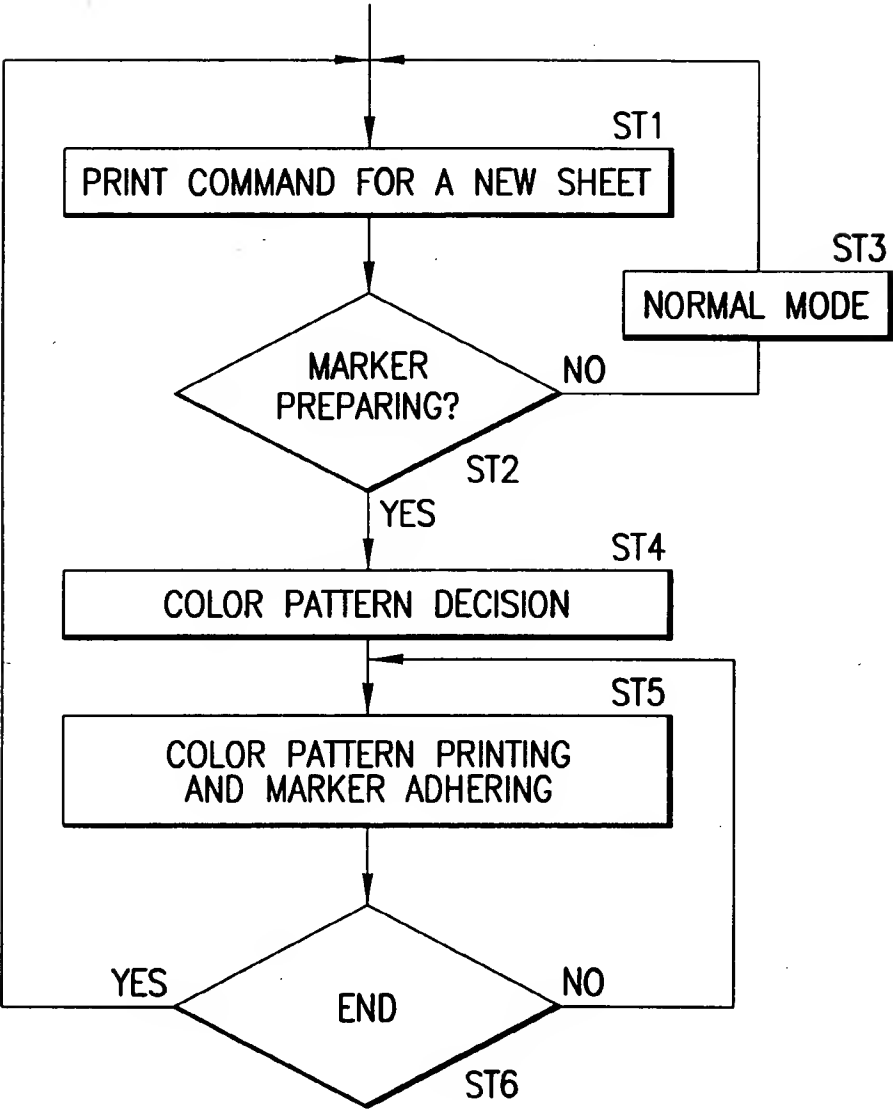 ST1
PRINT COMMAND FOR A NEW SHEET
ST3
NORMAL MODE
MARKER
PREPARING?
NO
ST2
YES
ST4
COLOR PATTERN DECISION
ST5
COLOR PATTERN PRINTING
AND MARKER ADHERING
YES
END
NO
ST6